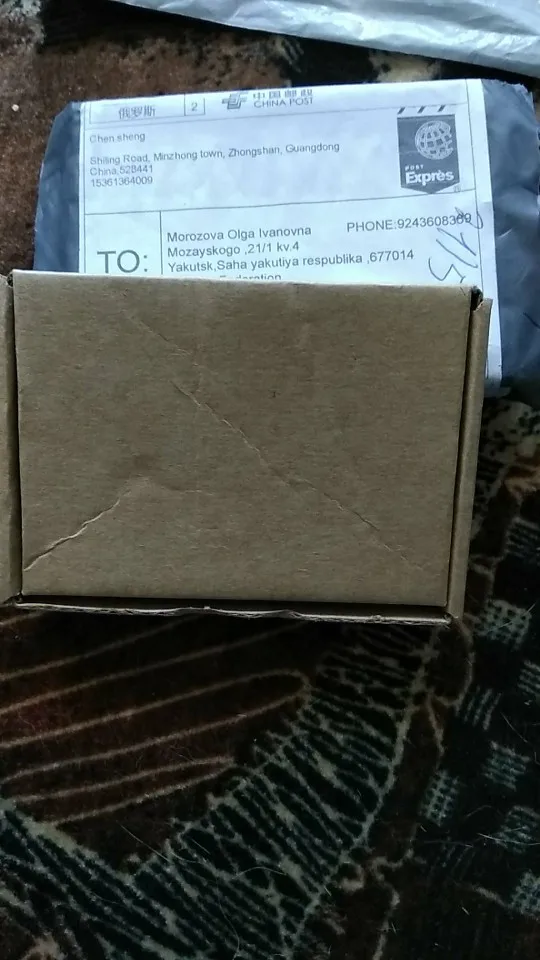 俄罗斯
2
中国邮政
CHINA POST
Chen sheng
Shiling Road, Minzhong town, Zhongshan, Guangdong
China,528441
15361364009
POST
Exprès
TO:
Morozova Olga Ivanovna
PHONE:9243608369
Mozayskogo ,21/1 kv.4
Yakutsk,Saha yakutiya respublika ,677014